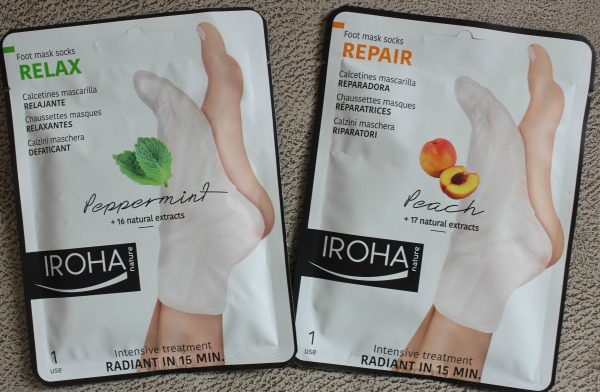 Foot mask socks
RELAX
Calcetines mascarilla
RELAJANTE
Chaussettes masques
RELAXANTES
Calzini maschera
DEFATICANT
Peppermint
+ 16 natural extracts
IROHA
nature
1
use
Intensive treatment
RADIANT IN 15 MIN.
Foot mask socks
REPAIR
Calcetines mascarilla
REPARADORA
Chaussettes masques
RÉPARATRICES
Calzini maschera
RIPARATORI
Peach
+ 17 natural extracts
IROHA
nature
1
use
Intensive treatment
RADIANT IN 15 MIN.